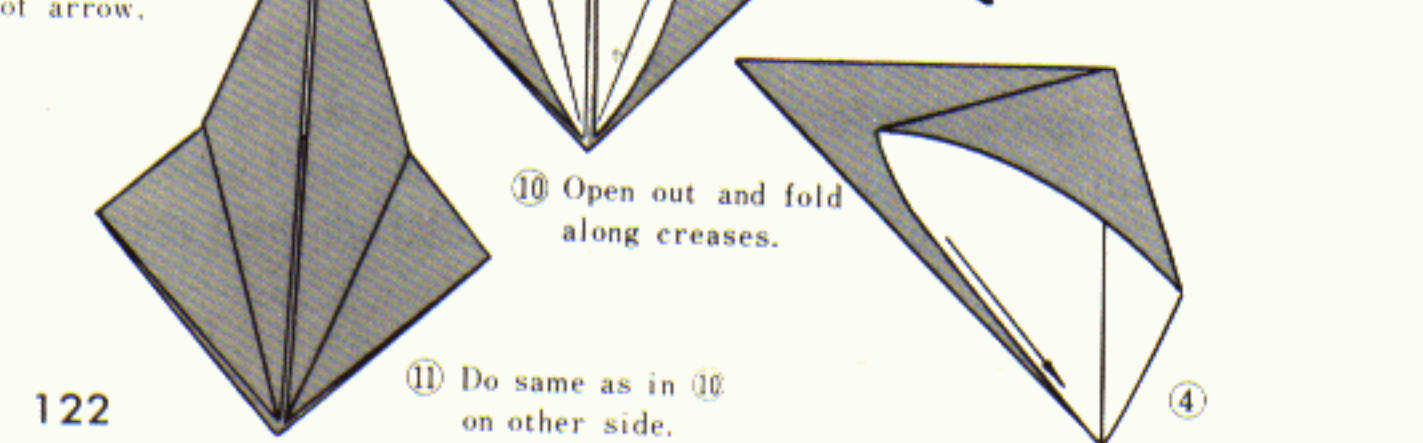 of arrow.
⑩ Open out and fold
along creases.
⑪ Do same as in ⑩
on other side.
④
122